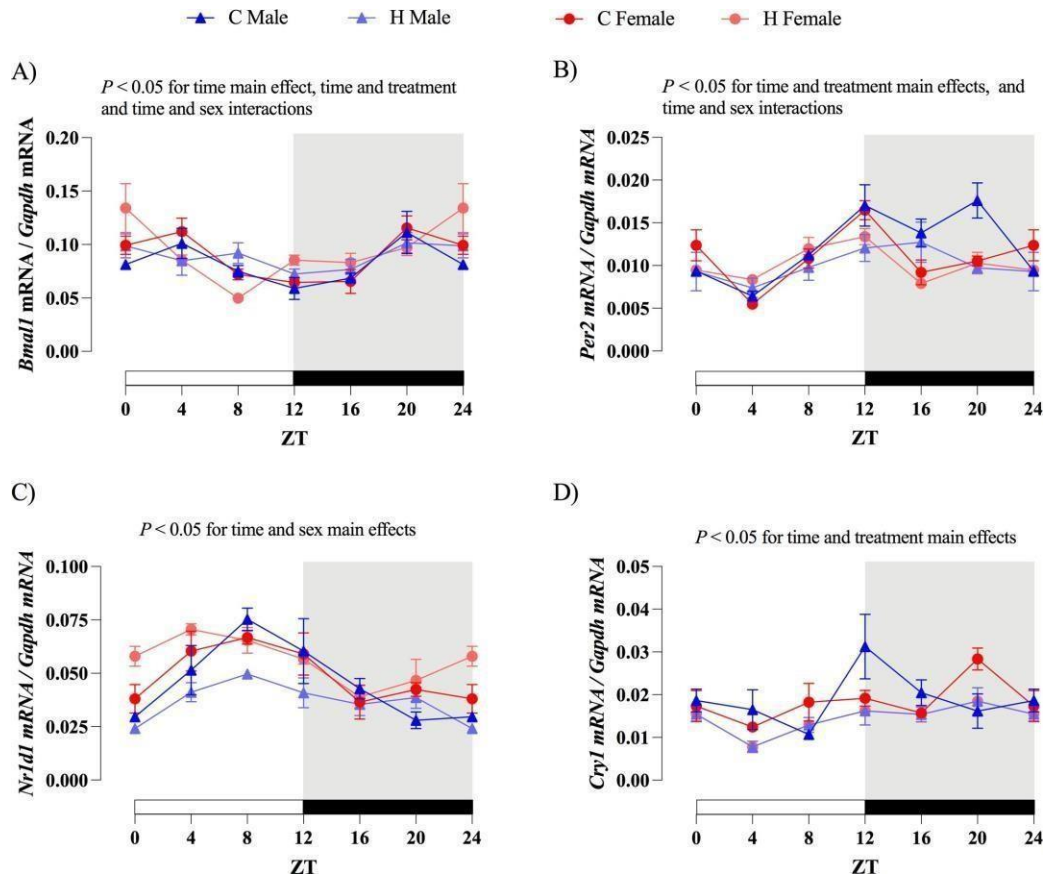 C Male H Male C Female H Female
A)
P < 0.05 for time main effect, time and treatment
and time and sex interactions
Bmal1 mRNA / Gapdh mRNA
0.20
0.15
0.10
0.05
0.00
0 4 8 12 16 20 24
ZT
B)
P < 0.05 for time and treatment main effects, and
time and sex interactions
Per2 mRNA / Gapdh mRNA
0.025
0.020
0.015
0.010
0.005
0.000
0 4 8 12 16 20 24
ZT
C)
P < 0.05 for time and sex main effects
Nr1d1 mRNA / Gapdh mRNA
0.100
0.075
0.050
0.025
0.000
0 4 8 12 16 20 24
ZT
D)
P < 0.05 for time and treatment main effects
Cry1 mRNA / Gapdh mRNA
0.05
0.04
0.03
0.02
0.01
0.00
0 4 8 12 16 20 24
ZT